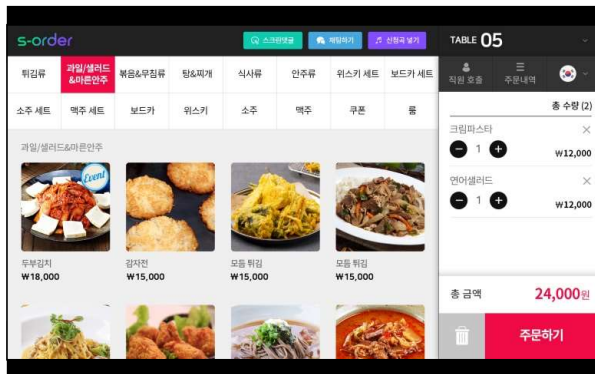 s-order
스크린댓글
채팅하기
신청곡 넣기
TABLE 05
튀김류
과일/샐러드
&마른안주
볶음&무침류
탕&찌개
식사류
안주류
위스키 세트
보드카 세트
소주 세트
맥주 세트
보드카
위스키
소주
맥주
쿠폰
룸
직원 호출
주문내역
총 수량 (2)
크림파스타
1
₩12,000
연어샐러드
1
₩12,000
과일/샐러드&마른안주
Event
두부김치
₩18,000
감자전
₩15,000
모듬 튀김
₩15,000
모듬 튀김
₩15,000
총 금액
24,000원
주문하기